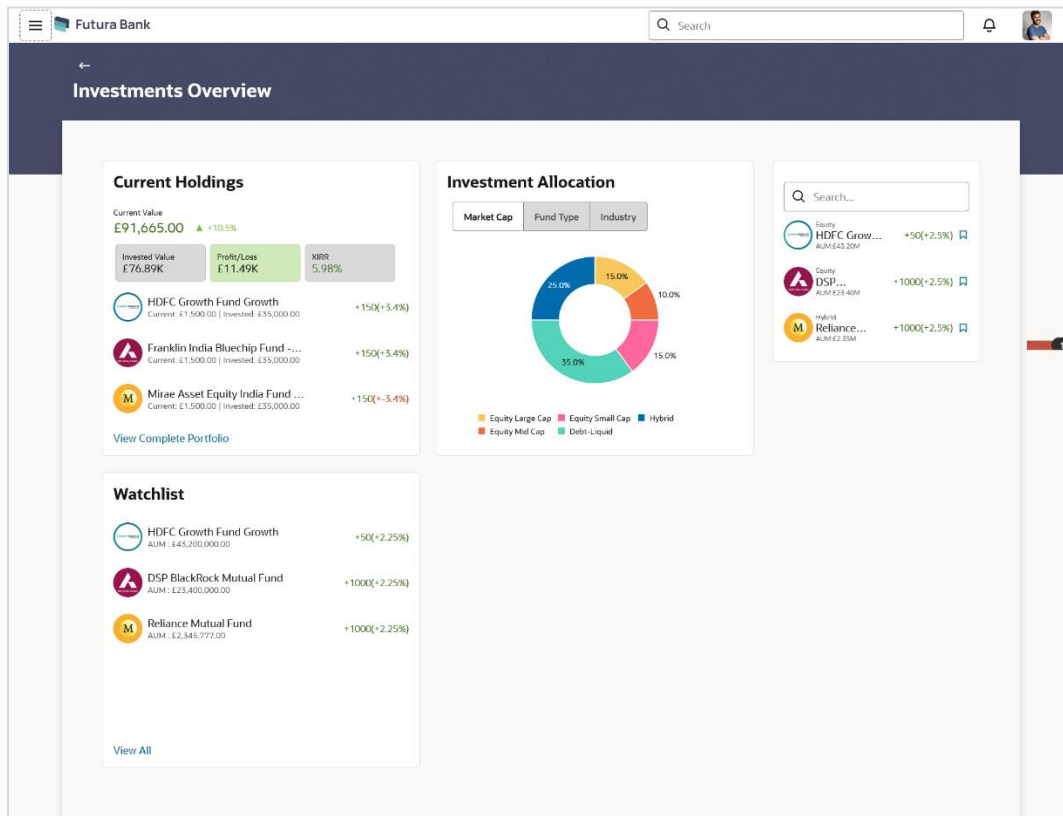 Futura Bank
Search
Investments Overview
Current Holdings
Current Value
£91,665.00 +10.5%
Invested Value
£76.89K
Profit/Loss
£11.49K
XIRR
5.98%
HDFC Growth Fund Growth
Current: £1,500.00 | Invested: £35,000.00
+150(+3.4%)
Franklin India Bluechip Fund -...
Current: £1,500.00 | Invested: £35,000.00
+150(+3.4%)
M
Mirae Asset Equity India Fund ...
Current: £1,500.00 | Invested: £35,000.00
+150(+-3.4%)
View Complete Portfolio
Investment Allocation
Market Cap Fund Type Industry
15.0%
10.0%
15.0%
35.0%
25.0%
Equity Large Cap Equity Small Cap Hybrid
Equity Mid Cap Debt-Liquid
Search...
Equity
HDFC Grow...
AUM:£43.20M
+50(+2.5%)
Equity
DSP...
AUM:£23.40M
+1000(+2.5%)
M
Hybrid
Reliance...
AUM:£2.35M
+1000(+2.5%)
Watchlist
HDFC Growth Fund Growth
AUM : £43,200,000.00
+50(+2.25%)
DSP BlackRock Mutual Fund
AUM : £23,400,000.00
+1000(+2.25%)
M
Reliance Mutual Fund
AUM : £2,345,777.00
+1000(+2.25%)
View All